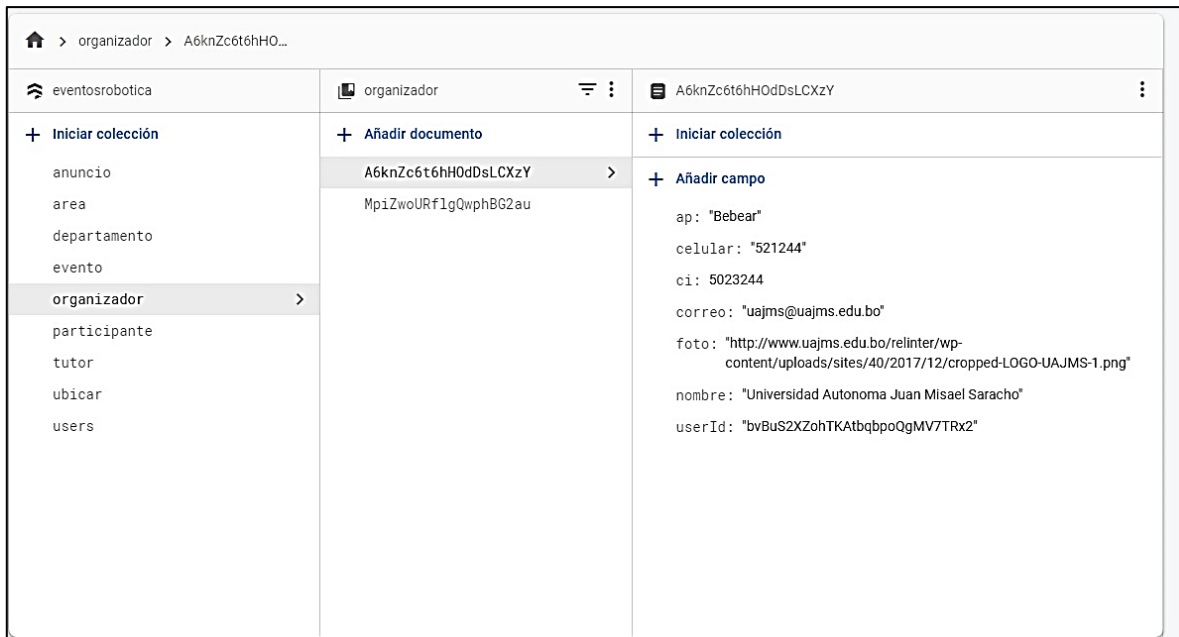 organizador > A6knZc6t6hHO...
eventosrobotica
Iniciar colección
anuncio
area
departamento
evento
organizador
participante
tutor
ubicar
users
organizador
Añadir documento
A6knZc6t6hHOdDsLCXzY
MpiZwoURflgQwphBG2au
A6knZc6t6hHOdDsLCXzY
Iniciar colección
Añadir campo
ap: "Bebear"
celular: "521244"
ci: 5023244
correo: "uajms@uajms.edu.bo"
foto: "http://www.uajms.edu.bo/relinter/wp-
content/uploads/sites/40/2017/12/cropped-LOGO-UAJMS-1.png"
nombre: "Universidad Autonoma Juan Misael Saracho"
userId: "bvBuS2XZohTKAtbqbpoQgMV7TRx2"